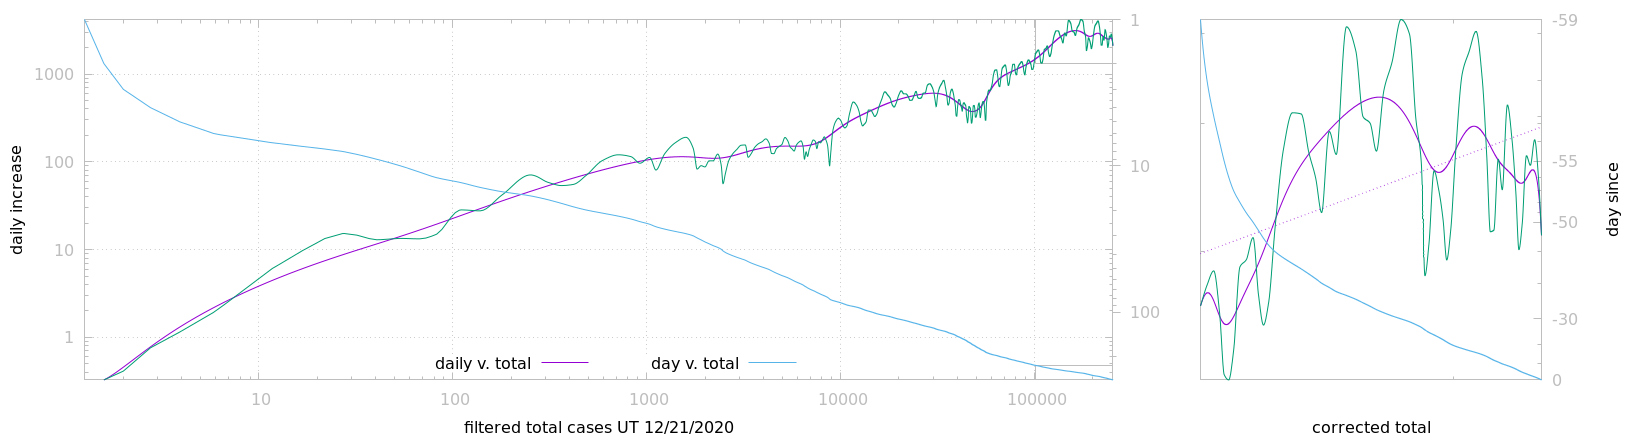 daily increase
1000
100
10
1
10
100
1000
10000
100000
filtered total cases UT 12/21/2020
daily v. total
day v. total
1
10
100
corrected total
-59
-55
-50
-30
0
day since